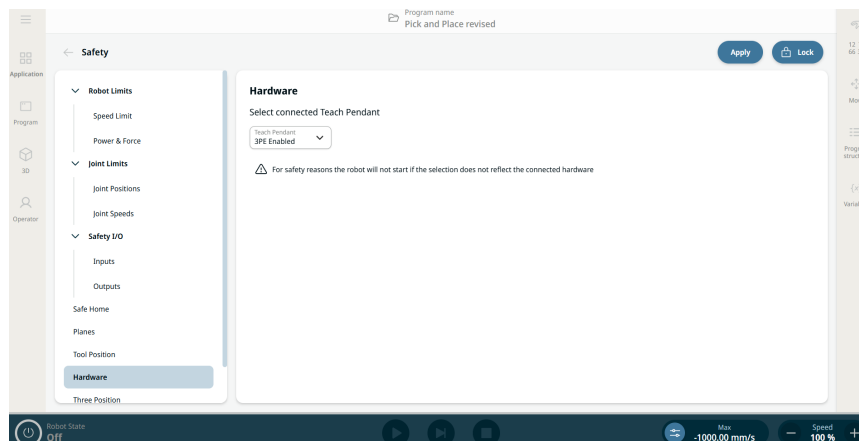 Program name
Pick and Place revised
Application
Program
3D
Operator
Safety
Apply
Lock
Robot Limits
Speed Limit
Power & Force
Joint Limits
Joint Positions
Joint Speeds
Safety I/O
Inputs
Outputs
Safe Home
Planes
Tool Position
Hardware
Three Position
Hardware
Select connected Teach Pendant
Teach Pendant
3PE Enabled
For safety reasons the robot will not start if the selection does not reflect the connected hardware
12
66
Robot State
Off
Max
-1000.00 mm/s
Speed
100 %